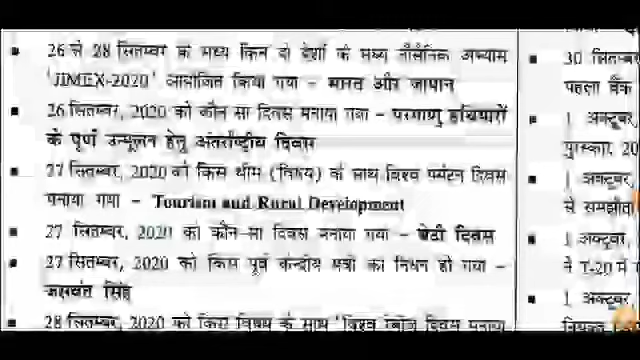 26 से 28 सितम्बर के मध्य किन दो देशों के मध्य नौसैनिक अभ्यास
'JIMEX-2020' आयोजित किया गया – भारत और जापान
26 सितम्बर, 2020 को कौन सा दिवस मनाया गया – परमाणु हथियारों
के पूर्ण उन्मूलन हेतु अंतर्राष्ट्रीय दिवस
27 सितम्बर, 2020 को किस थीम (विषय) के साथ विश्व पर्यटन दिवस
मनाया गया – Tourism and Rural Development
27 सितम्बर, 2020 को कौन-सा दिवस मनाया गया – बेटी दिवस
27 सितम्बर, 2020 को किस पूर्व केन्द्रीय मंत्री का निधन हो गया –
जसवंत सिंह
28 सितम्बर, 2020 को किस विषय के साथ 'विश्व रेबीज दिवस मनाया
30 सितम्बर
पहला बैंक
1 अक्टूबर,
पुरस्कार, 20
1 अक्टूबर,
से समझौता
1 अक्टूबर,
ने T-20 में
1 अक्टूबर,